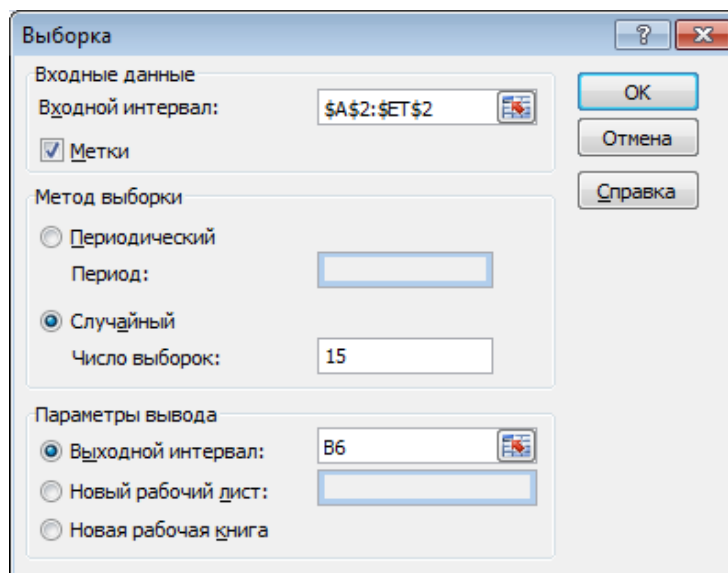 Выборка
Входные данные
Входной интервал: $A$2:$ET$2
Метки
OK
Отмена
Справка
Метод выборки
Периодический
Период:
Случайный
Число выборок: 15
Параметры вывода
Выходной интервал: B6
Новый рабочий лист:
Новая рабочая книга